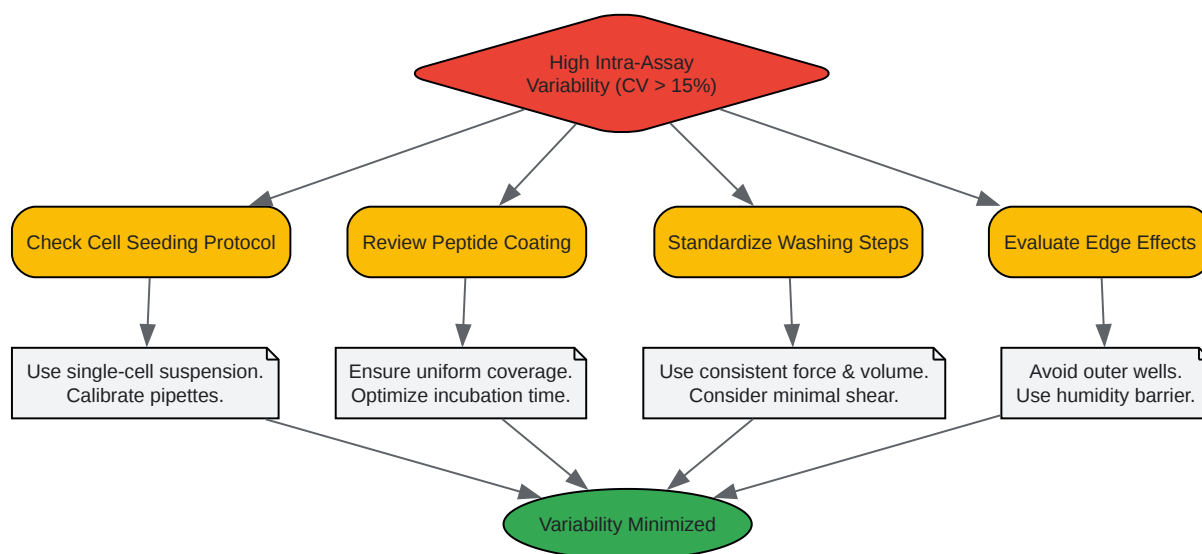 High Intra-Assay
Variability (CV > 15%)
Check Cell Seeding Protocol
Review Peptide Coating
Standardize Washing Steps
Evaluate Edge Effects
Use single-cell suspension.
Calibrate pipettes.
Ensure uniform coverage.
Optimize incubation time.
Use consistent force & volume.
Consider minimal shear.
Avoid outer wells.
Use humidity barrier.
Variability Minimized